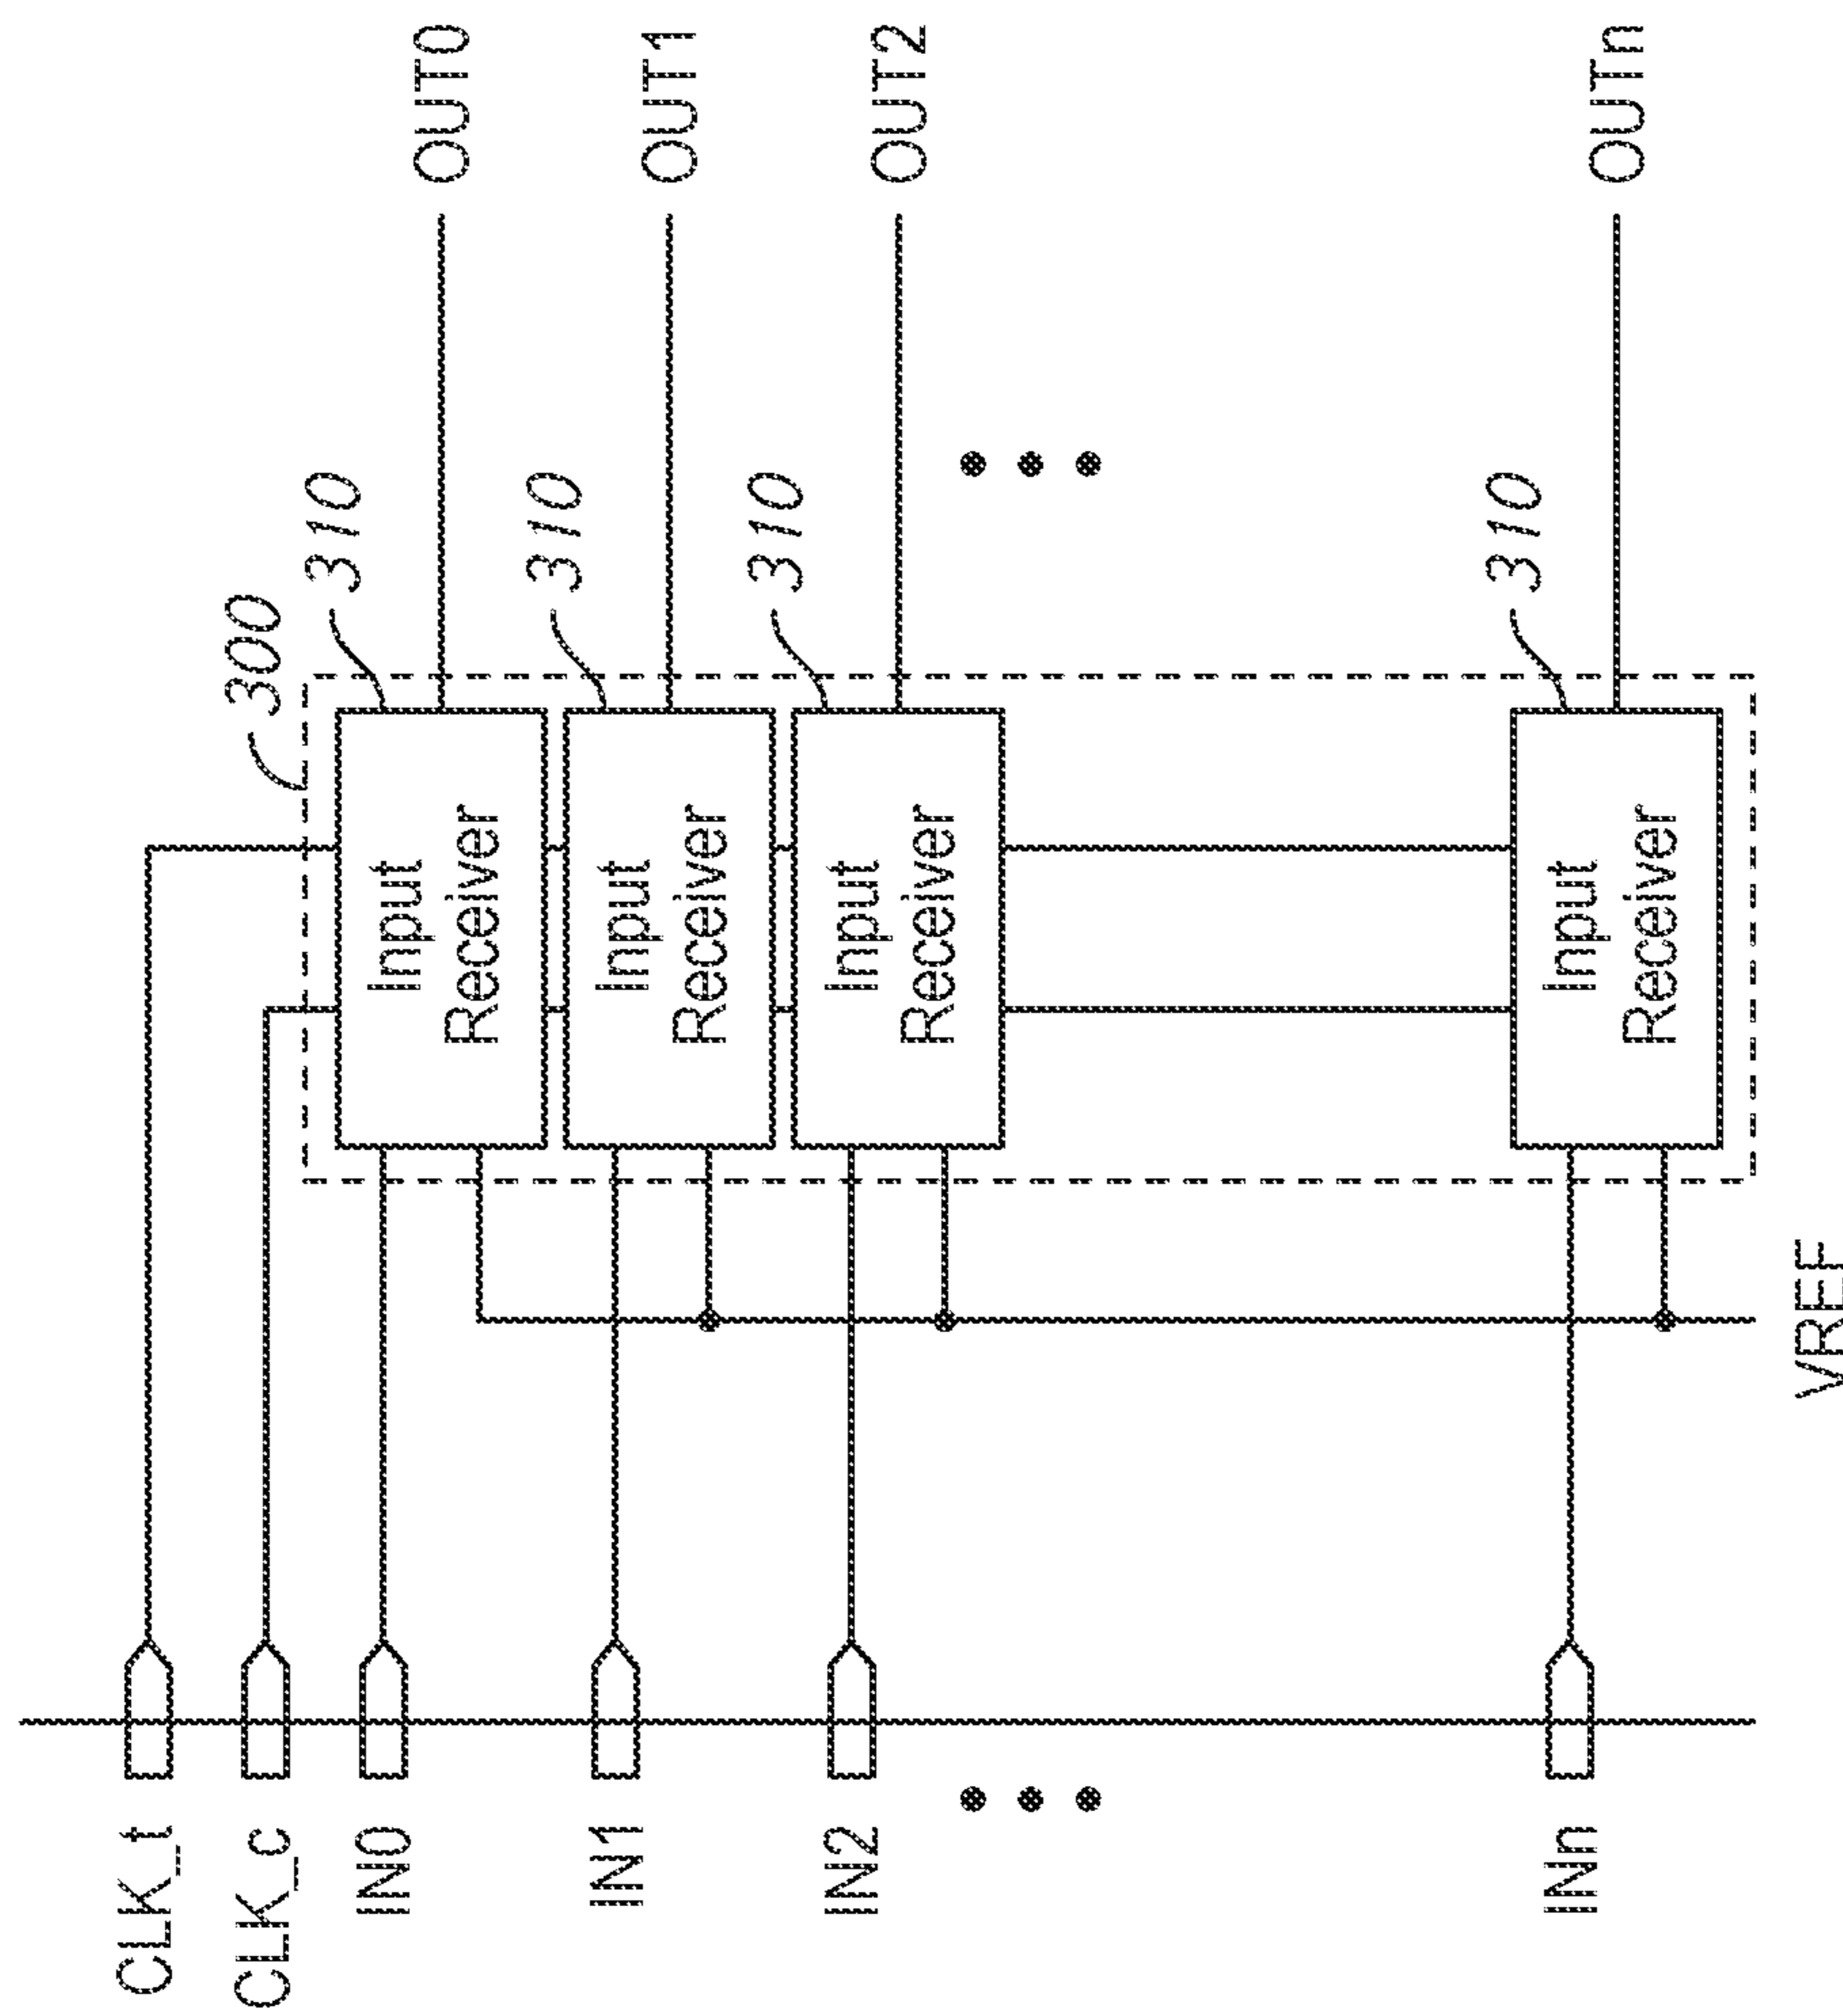 CLK_t
CLK_c
IN0
IN1
IN2
INn
VREF
300
310
Input
Receiver
310
Input
Receiver
310
Input
Receiver
310
Input
Receiver
OUT0
OUT1
OUT2
OUTn